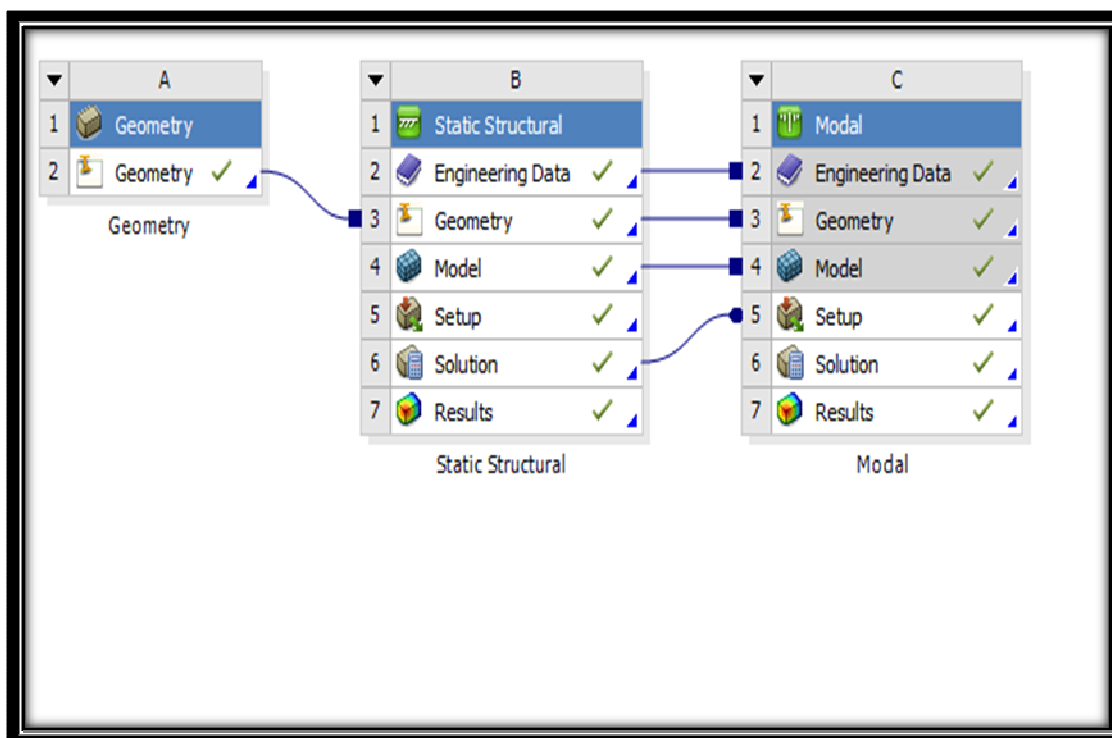 A
1 Geometry
2 Geometry
Geometry
B
1 Static Structural
2 Engineering Data
3 Geometry
4 Model
5 Setup
6 Solution
7 Results
Static Structural
C
1 Modal
2 Engineering Data
3 Geometry
4 Model
5 Setup
6 Solution
7 Results
Modal